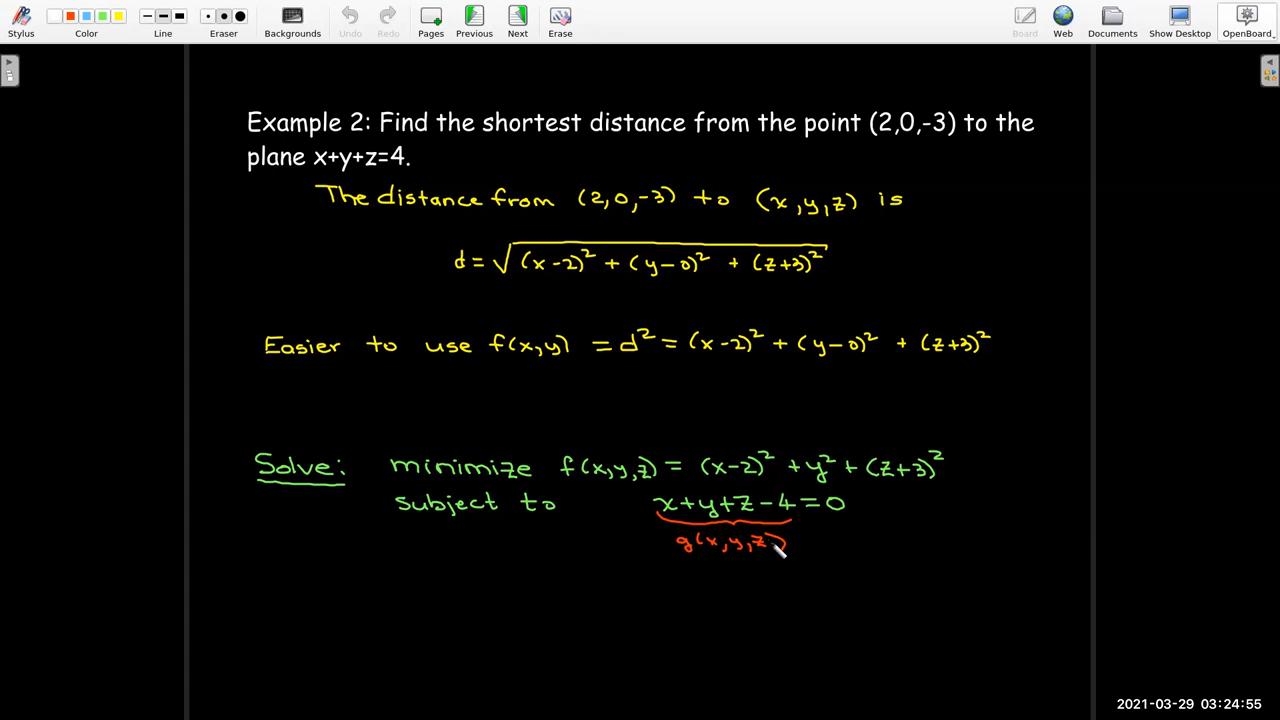 Stylus Color Line Eraser Backgrounds Undo Redo Pages Previous Next Erase Board Web Documents Show Desktop OpenBoard
Example 2: Find the shortest distance from the point (2,0,-3) to the
plane x+y+z=4.
The distance from (2,0,-3) to (x,y,z) is
d = √((x-2)² + (y-0)² + (z+3)²)
Easier to use f(x,y) = d² = (x-2)² + (y-0)² + (z+3)²
Solve: minimize f(x,y,z) = (x-2)² + y² + (z+3)²
subject to x+y+z-4=0
g(x,y,z)
2021-03-29 03:24:55